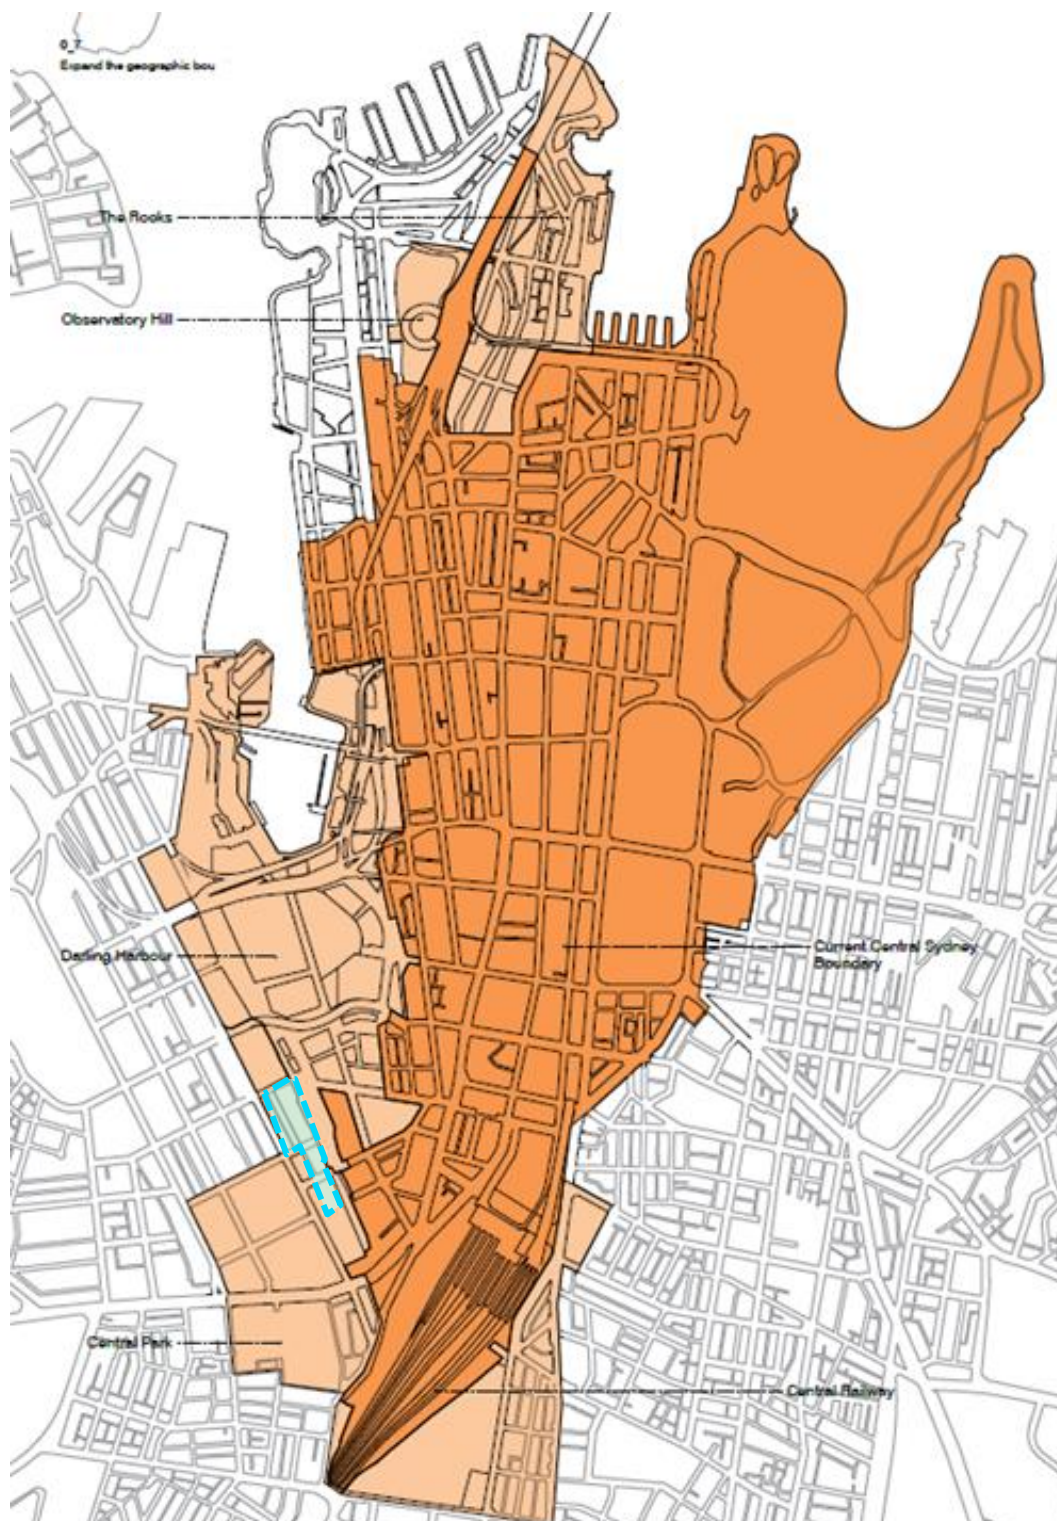 0_7
Expand the geographic bou
The Rocks
Observatory Hill
Darling Harbour
Current Central Sydney
Boundary
Central Park
Central Railway